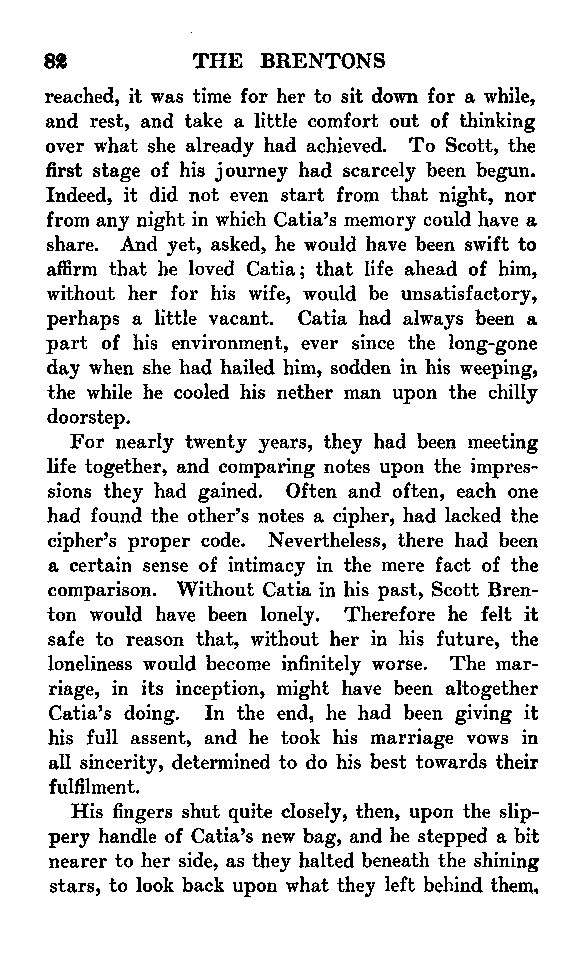 82 THE BRENTONS
reached, it was time for her to sit down for a while,
and rest, and take a little comfort out of thinking
over what she already had achieved. To Scott, the
first stage of his journey had scarcely been begun.
Indeed, it did not even start from that night, nor
from any night in which Catia's memory could have a
share. And yet, asked, he would have been swift to
affirm that he loved Catia; that life ahead of him,
without her for his wife, would be unsatisfactory,
perhaps a little vacant. Catia had always been a
part of his environment, ever since the long-gone
day when she had hailed him, sodden in his weeping,
the while he cooled his nether man upon the chilly
doorstep.
For nearly twenty years, they had been meeting
life together, and comparing notes upon the impres-
sions they had gained. Often and often, each one
had found the other's notes a cipher, had lacked the
cipher's proper code. Nevertheless, there had been
a certain sense of intimacy in the mere fact of the
comparison. Without Catia in his past, Scott Bren-
ton would have been lonely. Therefore he felt it
safe to reason that, without her in his future, the
loneliness would become infinitely worse. The mar-
riage, in its inception, might have been altogether
Catia's doing. In the end, he had been giving it
his full assent, and he took his marriage vows in
all sincerity, determined to do his best towards their
fulfilment.
His fingers shut quite closely, then, upon the slip-
pery handle of Catia's new bag, and he stepped a bit
nearer to her side, as they halted beneath the shining
stars, to look back upon what they left behind them,